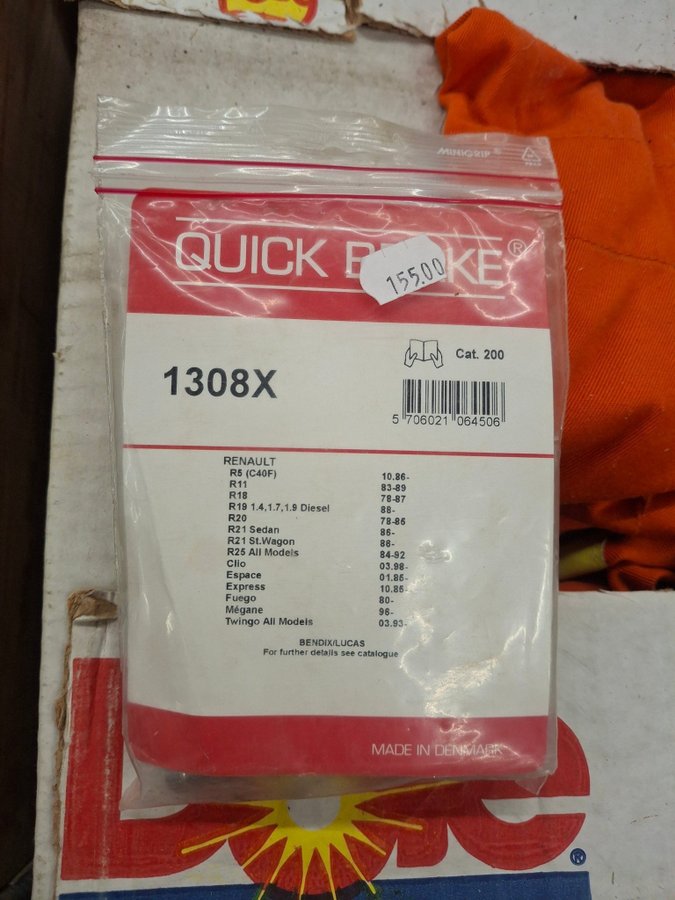 MINIGRIP®
QUICK B KE®
155.00
Cat. 200
1308X
5 706021 064506
RENAULT
R5 (C40F) 10.86-
R11 83-89
R18 78-87
R19 1.4,1.7,1.9 Diesel 88-
R20 78-85
R21 Sedan 86-
R21 St.Wagon 86-
R25 All Models 84-92
Clio 03.98-
Espace 01.85-
Express 10.85-
Fuego 80-
Mégane 96-
Twingo All Models 03.93-
BENDIX/LUCAS
For further details see catalogue
MADE IN DENMARK
Dole®